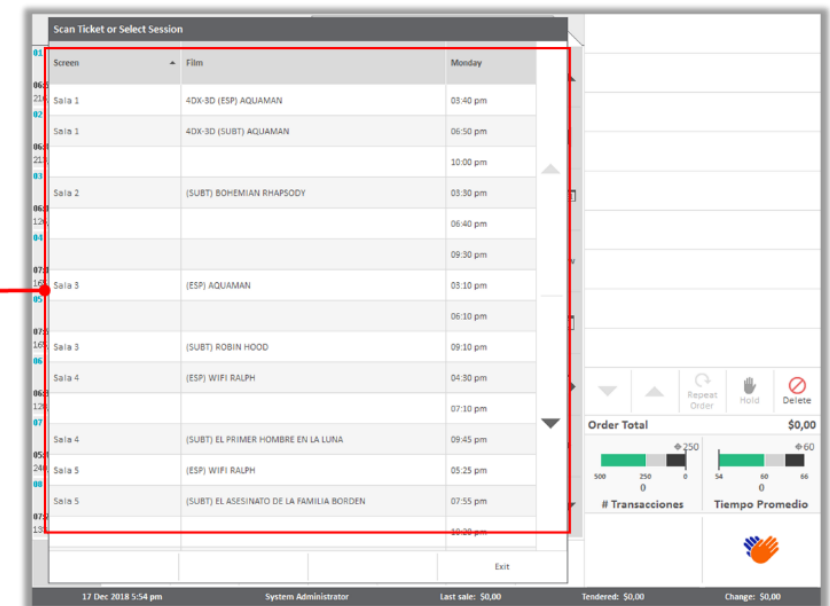 Scan Ticket or Select Session
Screen Film Monday
Sala 1 4DX-3D (ESP) AQUAMAN 03:40 pm
Sala 1 4DX-3D (SUBT) AQUAMAN 06:50 pm
10:00 pm
Sala 2 (SUBT) BOHEMIAN RHAPSODY 03:30 pm
06:40 pm
09:30 pm
Sala 3 (ESP) AQUAMAN 03:10 pm
06:10 pm
Sala 3 (SUBT) ROBIN HOOD 09:10 pm
Sala 4 (ESP) WIFI RALPH 04:30 pm
07:10 pm
Sala 4 (SUBT) EL PRIMER HOMBRE EN LA LUNA 09:45 pm
Sala 5 (ESP) WIFI RALPH 05:25 pm
Sala 5 (SUBT) EL ASESINATO DE LA FAMILIA BORDEN 07:55 pm
10:20 pm
Exit
Repeat Order Hold Delete
Order Total $0,00
250 60
500 250 0 54 60 66
0 0
# Transacciones Tiempo Promedio
17 Dec 2018 5:54 pm System Administrator Last sale: $0,00 Tendered: $0,00 Change: $0,00